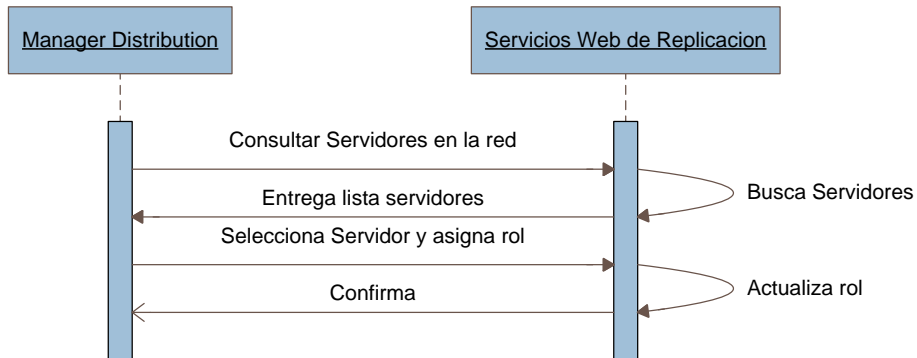 Manager Distribution
Servicios Web de Replicacion
Consultar Servidores en la red
Busca Servidores
Entrega lista servidores
Selecciona Servidor y asigna rol
Actualiza rol
Confirma